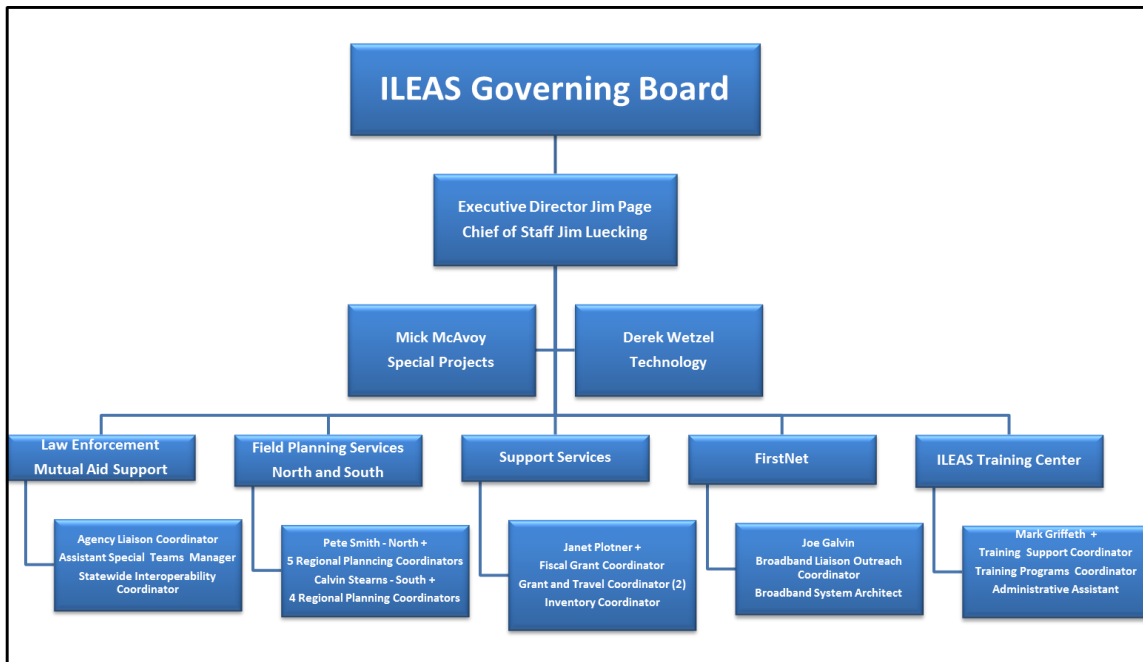 ILEAS Governing Board
Executive Director Jim Page
Chief of Staff Jim Luecking
Mick McAvoy
Special Projects
Derek Wetzel
Technology
Law Enforcement
Mutual Aid Support
Field Planning Services
North and South
Support Services
FirstNet
ILEAS Training Center
Agency Liaison Coordinator
Assistant Special Teams Manager
Statewide Interoperability
Coordinator
Pete Smith - North +
5 Regional Planncing Coordinators
Calvin Stearns - South +
4 Regional Planning Coordinators
Janet Plotner +
Fiscal Grant Coordinator
Grant and Travel Coordinator (2)
Inventory Coordinator
Joe Galvin
Broadband Liaison Outreach
Coordinator
Broadband System Architect
Mark Griffeth +
Training Support Coordinator
Training Programs Coordinator
Administrative Assistant